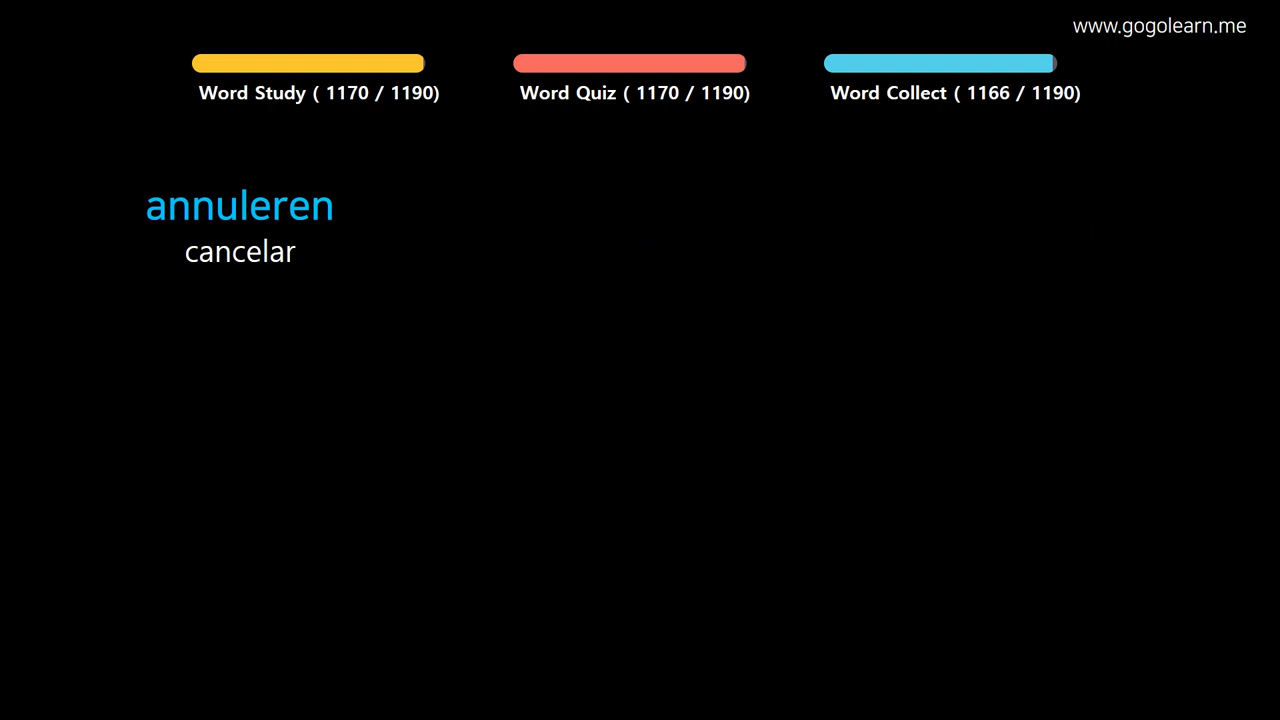 www.gogolearn.me
Word Study ( 1170 / 1190)
Word Quiz ( 1170 / 1190)
Word Collect ( 1166 / 1190)
annuleren
cancelar